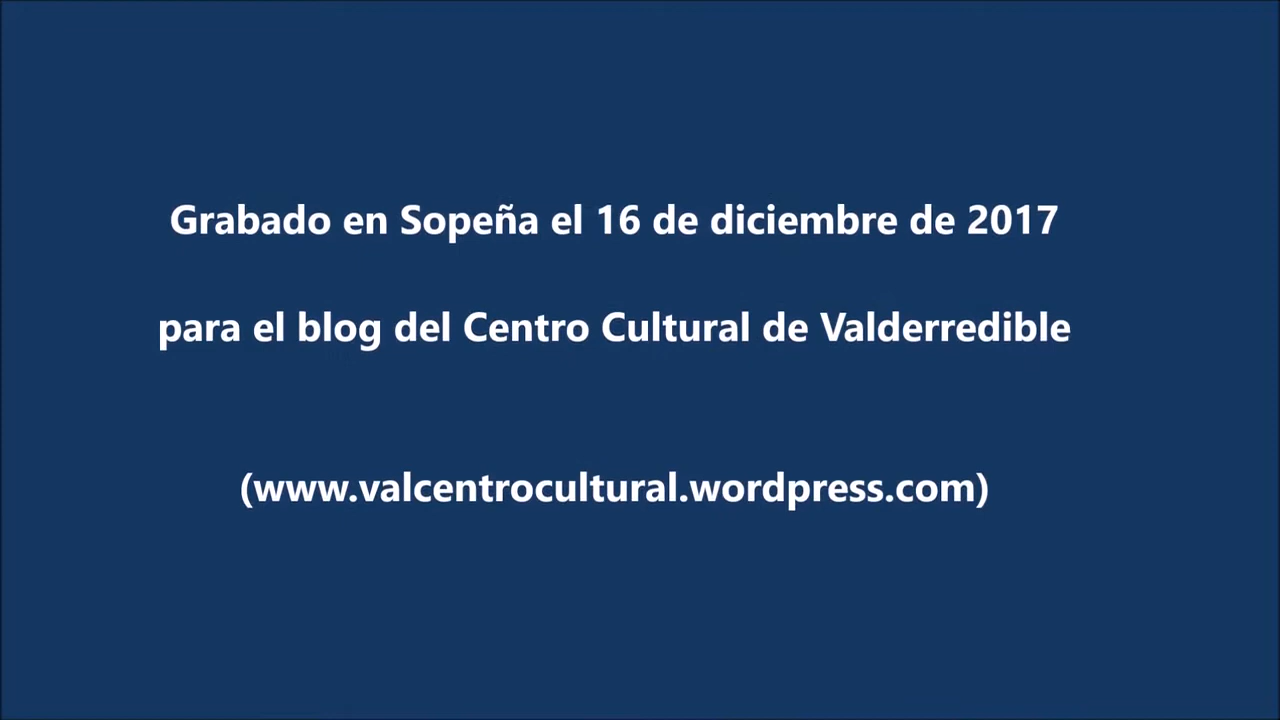 Grabado en Sopeña el 16 de diciembre de 2017
para el blog del Centro Cultural de Valderredible
(www.valcentrocultural.wordpress.com)